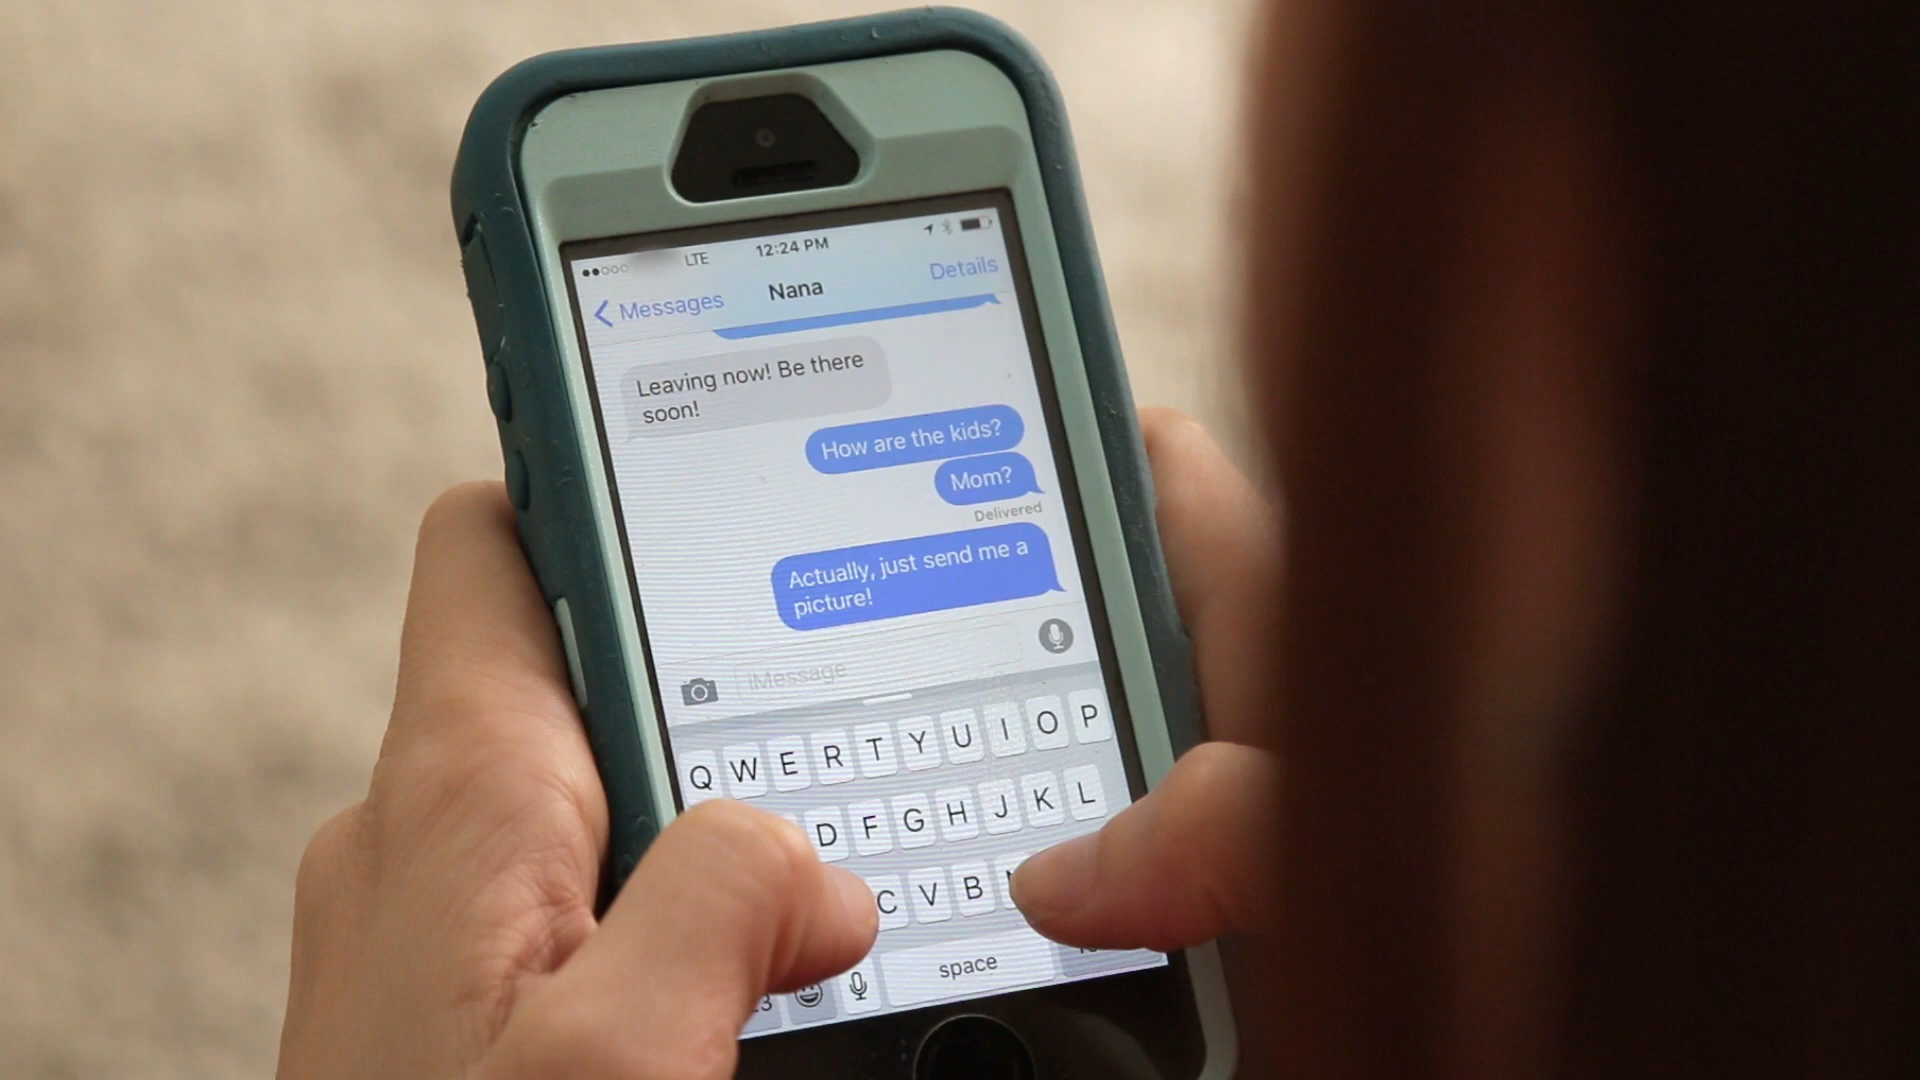 LTE 12:24 PM
Messages Nana Details
Leaving now! Be there
soon!
How are the kids?
Mom?
Delivered
Actually, just send me a
picture!
iMessage
Q W E R T Y U I O P
D F G H J K L
C V B
space